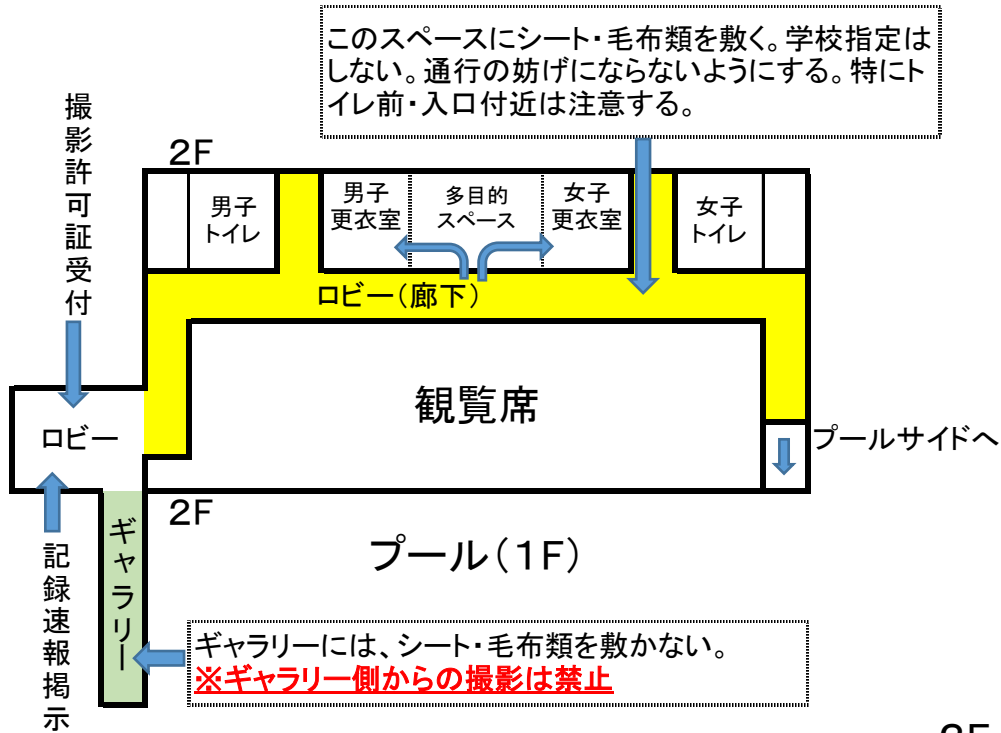 このスペースにシート・毛布類を敷く。学校指定は
しない。通行の妨げにならないようにする。特にト
イレ前・入口付近は注意する。
撮影許可証受付
2F
男子
トイレ
男子
更衣室
多目的
スペース
女子
更衣室
女子
トイレ
ロビー(廊下)
観覧席
ロビー
プールサイドへ
2F
ギャラリー
プール(1F)
記録速報掲示
ギャラリーには、シート・毛布類を敷かない。
※ギャラリー側からの撮影は禁止